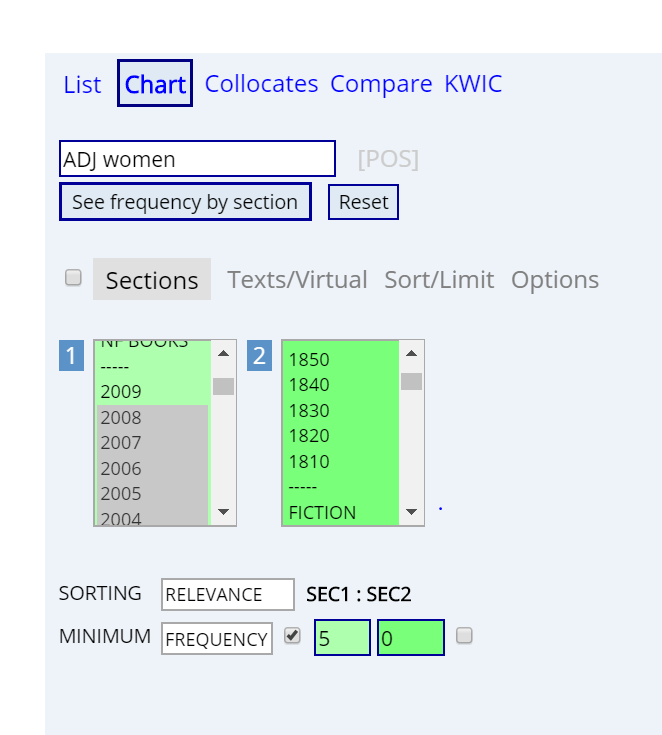 List Chart Collocates Compare KWIC
ADJ women [POS]
See frequency by section Reset
Sections Texts/Virtual Sort/Limit Options
1
NF BOOKS
-----
2009
2008
2007
2006
2005
2004
2
1850
1840
1830
1820
1810
-----
FICTION
.
SORTING RELEVANCE SEC1 : SEC2
MINIMUM FREQUENCY 5 0